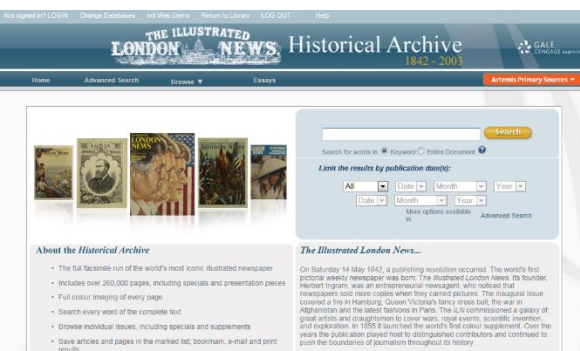 Not signed in? LOGIN Change Databases Intl Web Demo Return to Library LOG OUT Help
THE ILLUSTRATED
LONDON NEWS Historical Archive
1842 - 2003
GALE
CENGAGE Learning
Home Advanced Search Browse ▼ Essays Artemis Primary Sources ▼
LONDON
NEWS
INDIA
Search
Search for words in: Keyword Entire Document
Limit the results by publication date(s):
All Date Month Year
Date Month Year
More options available
in Advanced Search
About the Historical Archive
• The full facsimile run of the world's most iconic illustrated newspaper
• Includes over 260,000 pages, including specials and presentation pieces
• Full colour imaging of every page
• Search every word of the complete text
• Browse individual issues, including specials and supplements
• Save articles and pages in the marked list; bookmark, e-mail and print
results
The Illustrated London News...
On Saturday 14 May 1842, a publishing revolution occurred. The world's first
pictorial weekly newspaper was born: The Illustrated London News. Its founder,
Herbert Ingram, was an entrepreneurial newsagent, who noticed that
newspapers sold more copies when they carried pictures. The inaugural issue
covered a fire in Hamburg, Queen Victoria's fancy dress ball, the war in
Afghanistan and the latest fashions in Paris. The ILN commissioned a galaxy of
great artists and draughtsmen to cover wars, royal events, scientific invention,
and exploration. In 1855 it launched the world's first colour supplement. Over the
years the publication played host to distinguished contributors and continued to
push the boundaries of journalism throughout its history.